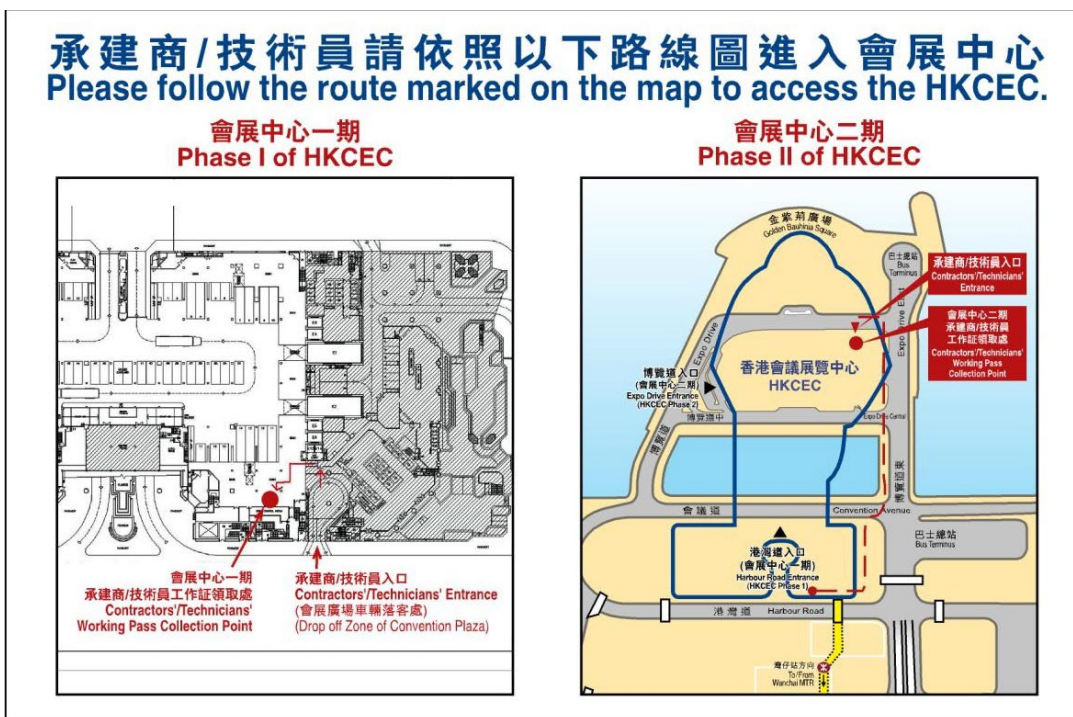 承建商/技術員請依照以下路線圖進入會展中心
Please follow the route marked on the map to access the HKCEC.
會展中心一期
Phase I of HKCEC
會展中心一期
承建商/技術員工作証領取處
Contractors'/Technicians'
Working Pass Collection Point
承建商/技術員入口
Contractors'/Technicians' Entrance
(會展廣場車輛落客處)
(Drop off Zone of Convention Plaza)
會展中心二期
Phase II of HKCEC
金紫荊廣場
Golden Bauhinia Square
巴士總站
Bus
Terminus
承建商/技術員入口
Contractors'/Technicians'
Entrance
會展中心二期
承建商/技術員
工作証領取處
Contractors'/Technicians'
Working Pass
Collection Point
Expo Drive East
Expo Drive
香港會議展覽中心
HKCEC
博覽道入口
(會展中心二期)
Expo Drive Entrance
(HKCEC Phase 2)
博覽道中
Expo Drive Central
博覽道
博覽道東
會議道
Convention Avenue
巴士總站
Bus Terminus
港灣道入口
(會展中心一期)
Harbour Road Entrance
(HKCEC Phase 1)
港灣道
Harbour Road
灣仔站方向
To/From
Wanchai MTR